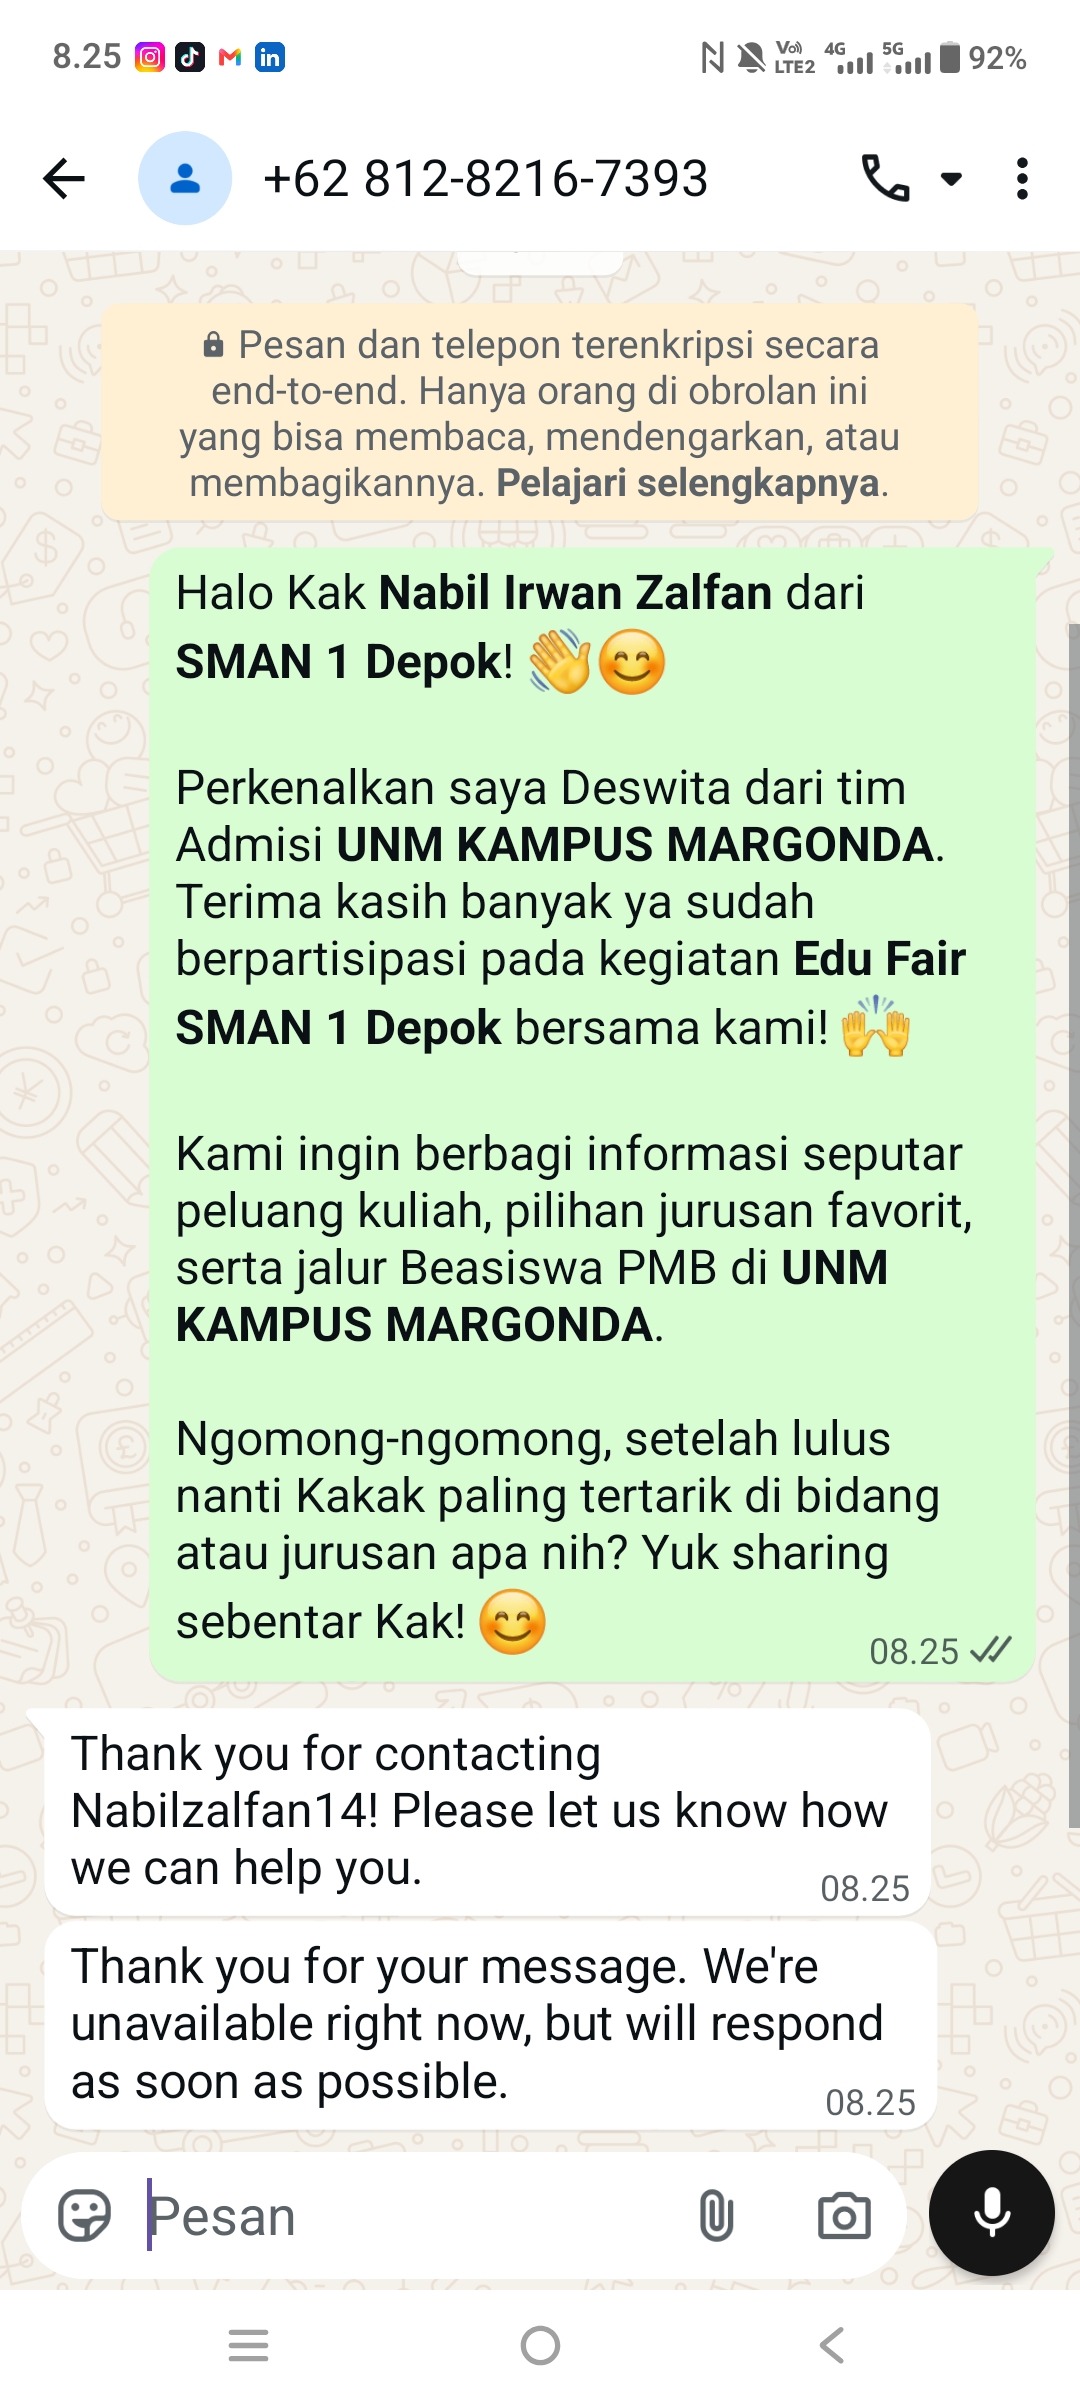 8.25
Vo)
LTE2
4G
5G
92%
+62 812-8216-7393
Pesan dan telepon terenkripsi secara
end-to-end. Hanya orang di obrolan ini
yang bisa membaca, mendengarkan, atau
membagikannya. Pelajari selengkapnya.
Halo Kak Nabil Irwan Zalfan dari
SMAN 1 Depok! 👋😊
Perkenalkan saya Deswita dari tim
Admisi UNM KAMPUS MARGONDA.
Terima kasih banyak ya sudah
berpartisipasi pada kegiatan Edu Fair
SMAN 1 Depok bersama kami! 🙌
Kami ingin berbagi informasi seputar
peluang kuliah, pilihan jurusan favorit,
serta jalur Beasiswa PMB di UNM
KAMPUS MARGONDA.
Ngomong-ngomong, setelah lulus
nanti Kakak paling tertarik di bidang
atau jurusan apa nih? Yuk sharing
sebentar Kak! 😊
08.25
Thank you for contacting
Nabilzalfan14! Please let us know how
we can help you.
08.25
Thank you for your message. We're
unavailable right now, but will respond
as soon as possible.
08.25
Pesan